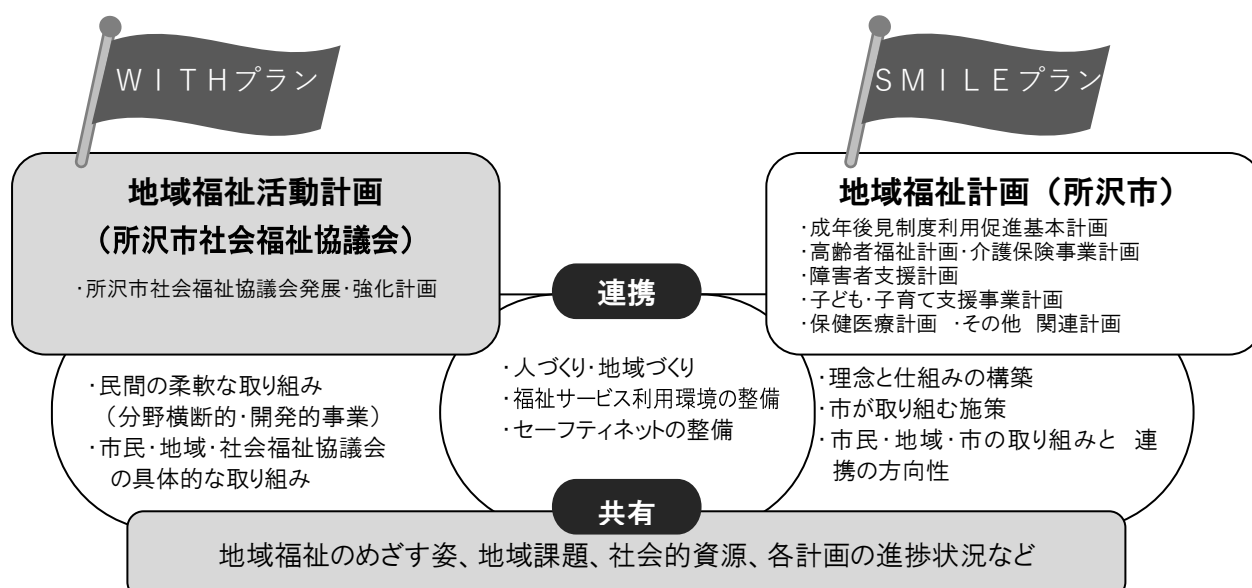 ＷＩＴＨプラン
地域福祉活動計画
（所沢市社会福祉協議会）
・所沢市社会福祉協議会発展・強化計画
・民間の柔軟な取り組み
（分野横断的・開発的事業）
・市民・地域・社会福祉協議会
の具体的な取り組み
連携
・人づくり・地域づくり
・福祉サービス利用環境の整備
・セーフティネットの整備
ＳＭＩＬＥプラン
地域福祉計画（所沢市）
・成年後見制度利用促進基本計画
・高齢者福祉計画・介護保険事業計画
・障害者支援計画
・子ども・子育て支援事業計画
・保健医療計画　・その他　関連計画
・理念と仕組みの構築
・市が取り組む施策
・市民・地域・市の取り組みと　連
携の方向性
共有
地域福祉のめざす姿、地域課題、社会的資源、各計画の進捗状況など